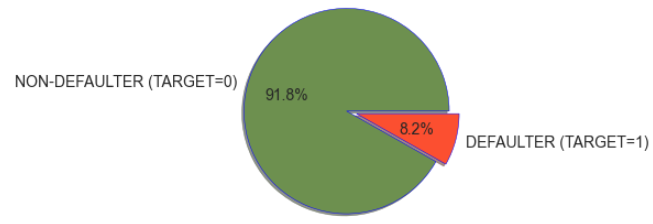 NON-DEFAULTER (TARGET=0)
91.8%
8.2%
DEFAULTER (TARGET=1)